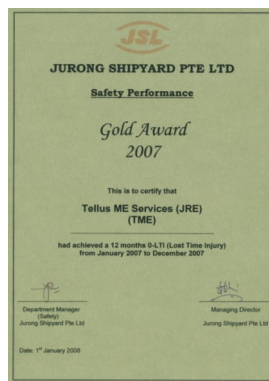 JSL
JURONG SHIPYARD PTE LTD
Safety Performance
Gold Award
2007
This is to certify that
Tellus ME Services (JRE)
(TME)
had achieved a 12 months 0-LTI (Lost Time Injury)
from January 2007 to December 2007
Department Manager
(Safety)
Jurong Shipyard Pte Ltd
Managing Director
Jurong Shipyard Pte Ltd
Date: 1st January 2008